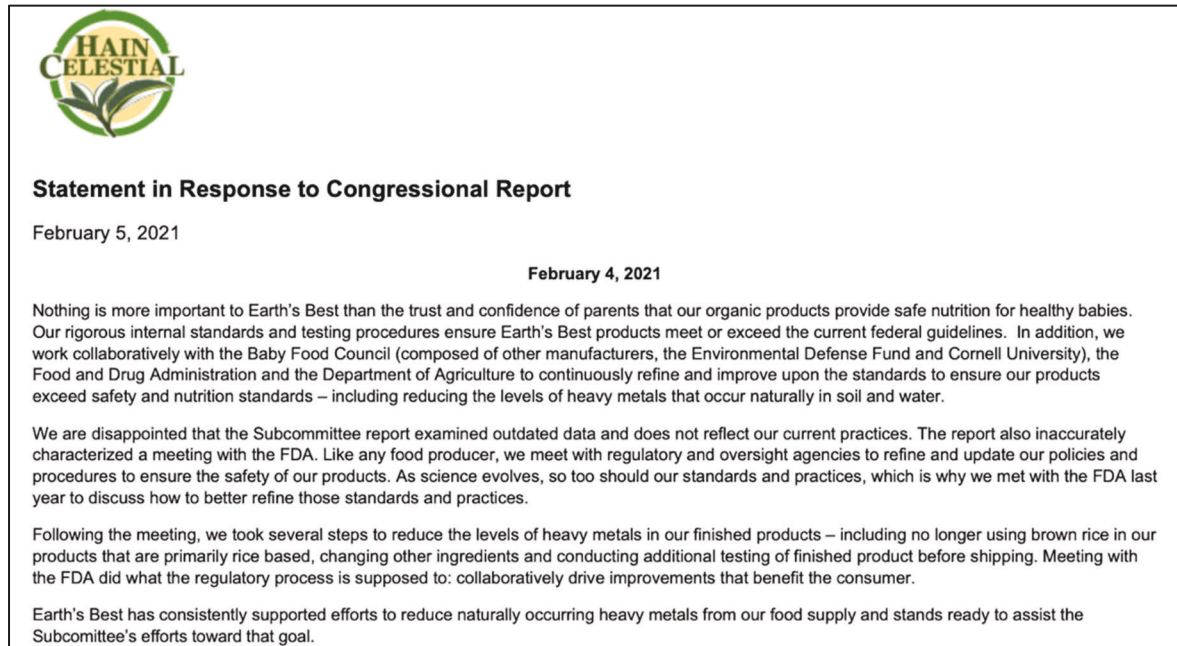 HAIN
CELESTIAL
Statement in Response to Congressional Report
February 5, 2021
February 4, 2021
Nothing is more important to Earth's Best than the trust and confidence of parents that our organic products provide safe nutrition for healthy babies.
Our rigorous internal standards and testing procedures ensure Earth's Best products meet or exceed the current federal guidelines.  In addition, we
work collaboratively with the Baby Food Council (composed of other manufacturers, the Environmental Defense Fund and Cornell University), the
Food and Drug Administration and the Department of Agriculture to continuously refine and improve upon the standards to ensure our products
exceed safety and nutrition standards – including reducing the levels of heavy metals that occur naturally in soil and water.
We are disappointed that the Subcommittee report examined outdated data and does not reflect our current practices. The report also inaccurately
characterized a meeting with the FDA. Like any food producer, we meet with regulatory and oversight agencies to refine and update our policies and
procedures to ensure the safety of our products. As science evolves, so too should our standards and practices, which is why we met with the FDA last
year to discuss how to better refine those standards and practices.
Following the meeting, we took several steps to reduce the levels of heavy metals in our finished products – including no longer using brown rice in our
products that are primarily rice based, changing other ingredients and conducting additional testing of finished product before shipping. Meeting with
the FDA did what the regulatory process is supposed to: collaboratively drive improvements that benefit the consumer.
Earth's Best has consistently supported efforts to reduce naturally occurring heavy metals from our food supply and stands ready to assist the
Subcomittee's efforts toward that goal.